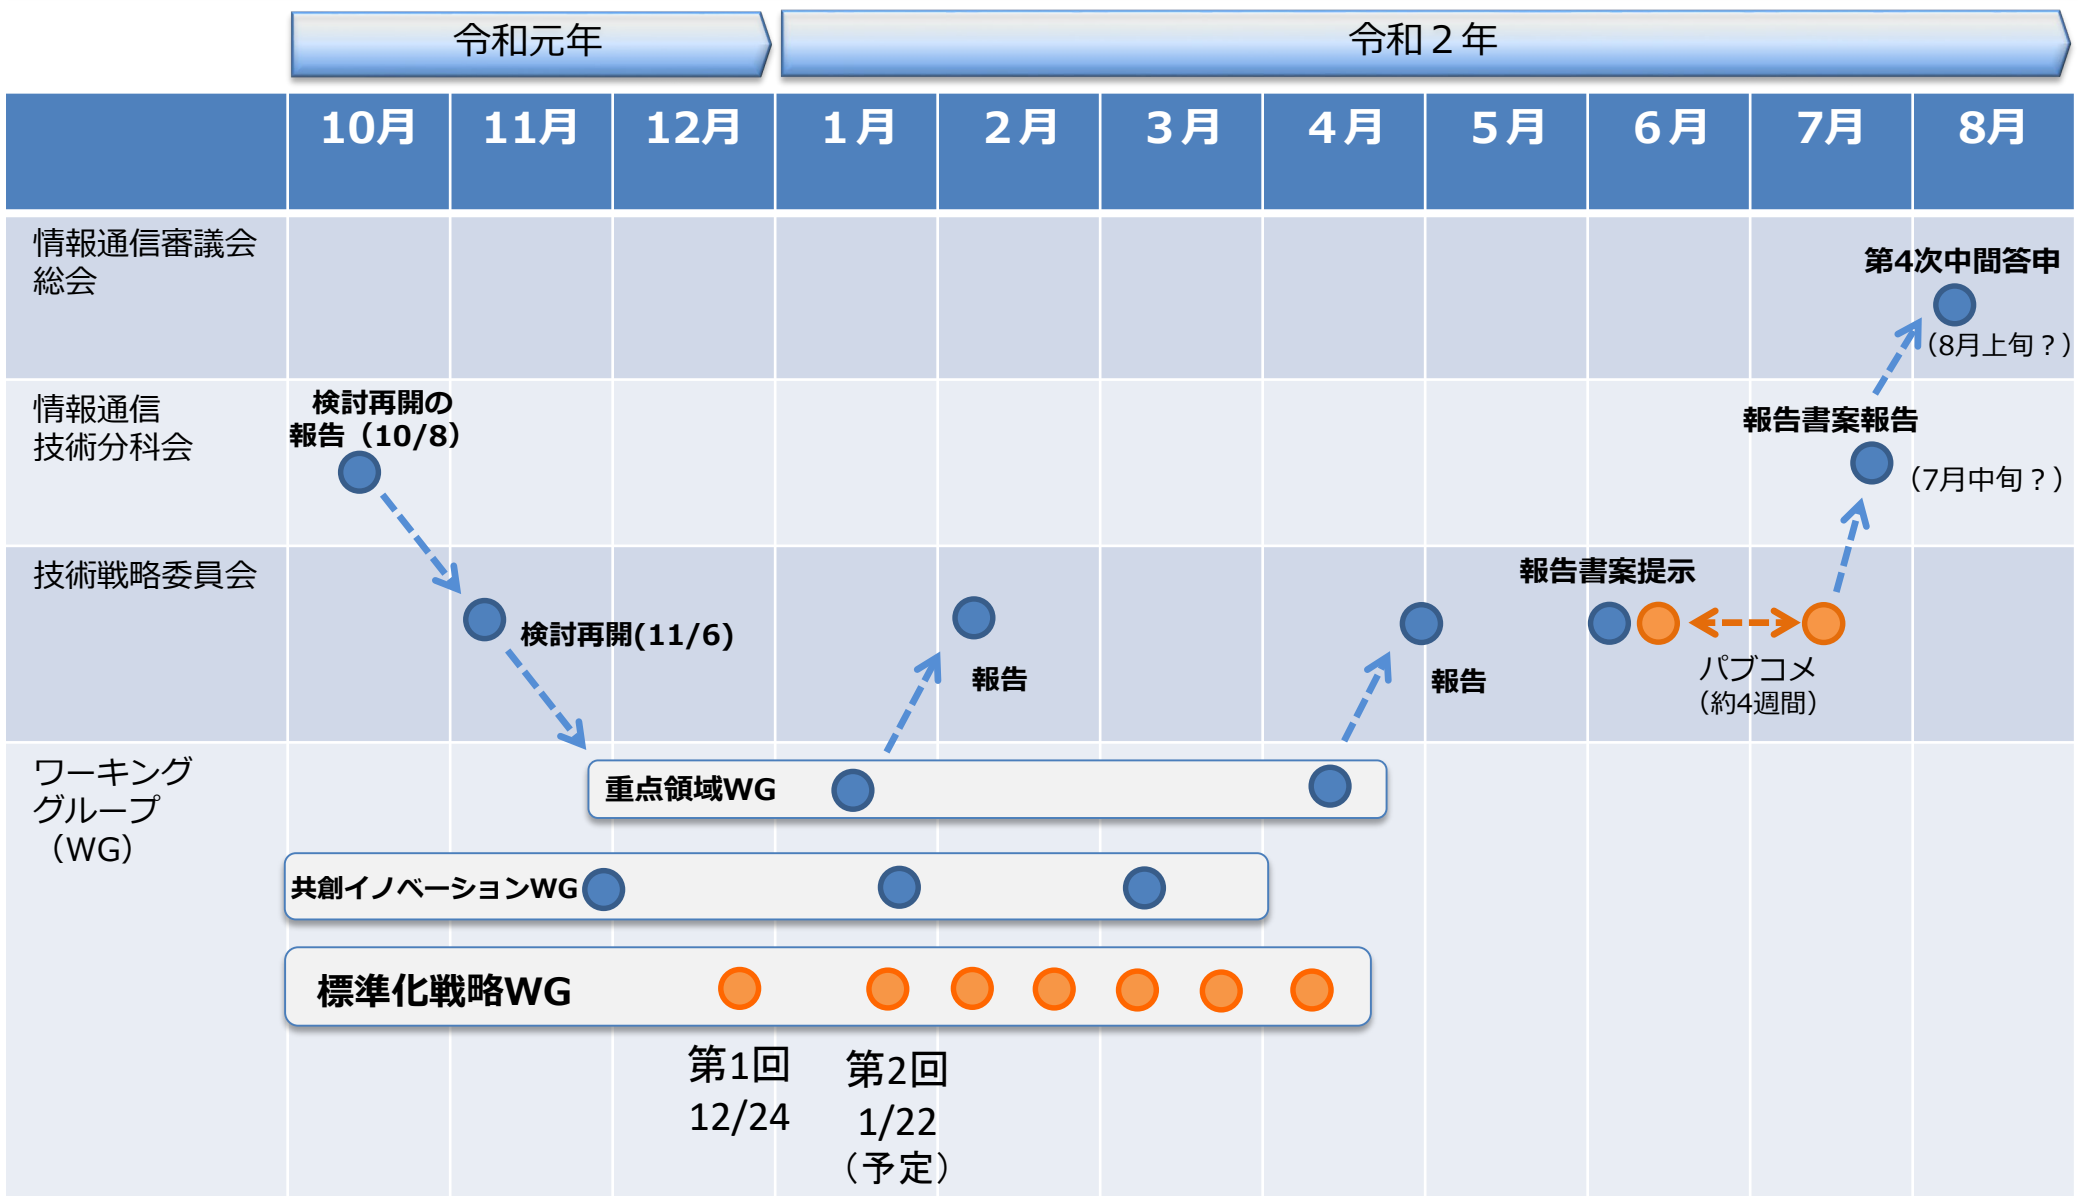 令和元年
令和２年
10月
11月
12月
１月
２月
３月
４月
５月
６月
7月
8月
情報通信審議会
総会
第4次中間答申
（8月上旬？）
情報通信
技術分科会
検討再開の
報告（10/8）
報告書案報告
（7月中旬？）
技術戦略委員会
検討再開(11/6)
報告
報告
報告書案提示
パブコメ
（約4週間）
ワーキング
グループ
（WG）
重点領域WG
共創イノベーションWG
標準化戦略WG
第1回
12/24
第2回
1/22
（予定）